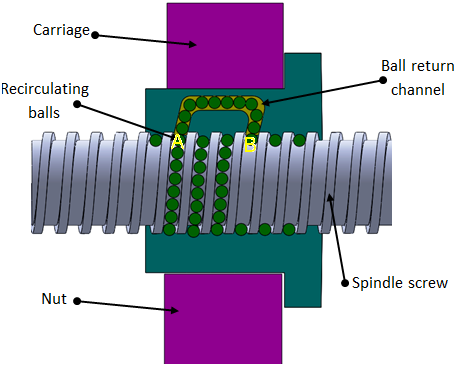 Carriage
Ball return
channel
Recirculating
balls
A
B
Spindle screw
Nut